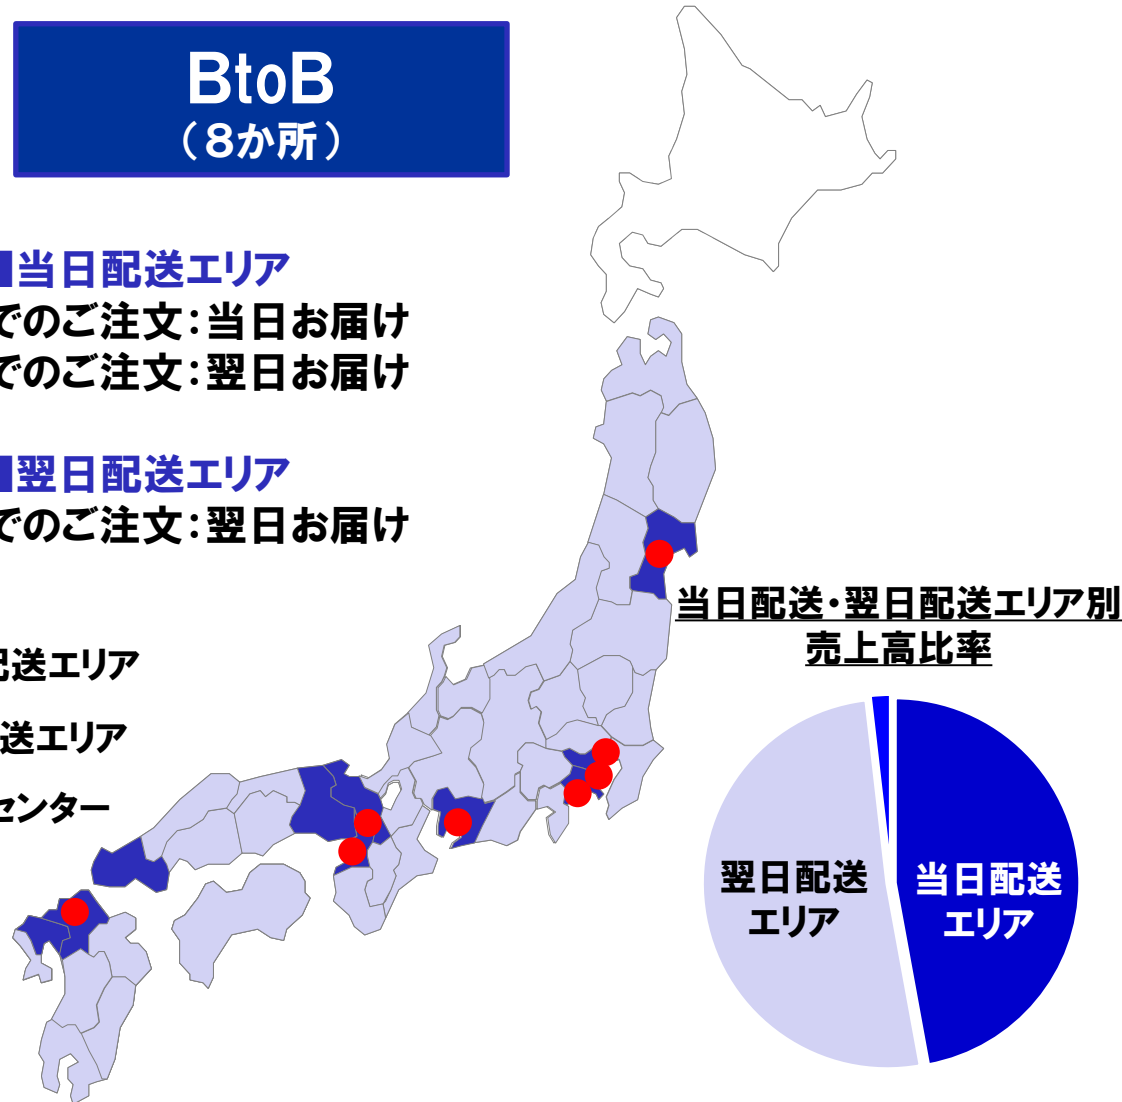 BtoB
（８か所）
当日配送エリア
でのご注文：当日お届け
でのご注文：翌日お届け
翌日配送エリア
でのご注文：翌日お届け
配送エリア
送エリア
センター
当日配送・翌日配送エリア別
売上高比率
翌日配送
エリア
当日配送
エリア